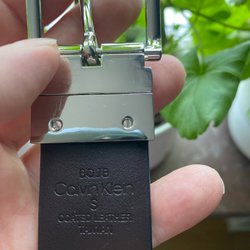 Calvin Klein
S
COATED LEATHER
TAIWAN